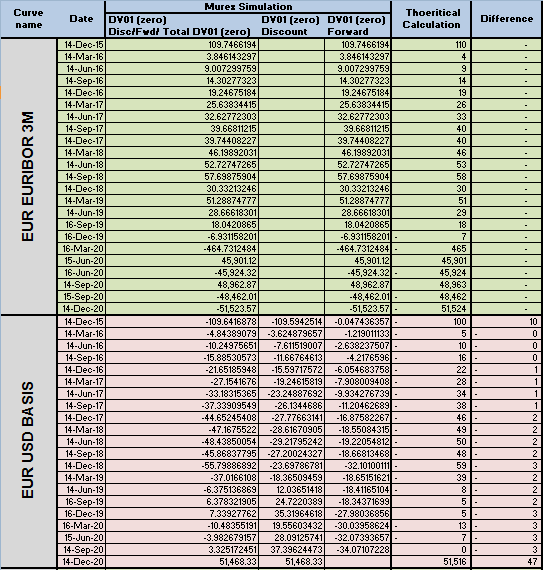 Murex Simulation
Curve name Date DV01 (zero) Disc/Fwd/ Total DV01 (zero) DV01 (zero) Discount DV01 (zero) Forward Thoeritical Calculation Difference
EUR EURIBOR 3M
14-Dec-15 109.7466194 109.7466194 110 -
14-Mar-16 3.846143297 3.846143297 4 -
14-Jun-16 9.007299759 9.007299759 9 -
14-Sep-16 14.30277323 14.30277323 14 -
14-Dec-16 19.24675184 19.24675184 19 -
14-Mar-17 25.63834415 25.63834415 26 -
14-Jun-17 32.62772303 32.62772303 33 -
14-Sep-17 39.66812115 39.66812115 40 -
14-Dec-17 39.74408227 39.74408227 40 -
14-Mar-18 46.19892031 46.19892031 46 -
14-Jun-18 52.72747265 52.72747265 53 -
14-Sep-18 57.69875904 57.69875904 58 -
14-Dec-18 30.33213246 30.33213246 30 -
14-Mar-19 51.28874777 51.28874777 51 -
14-Jun-19 28.66618301 28.66618301 29 -
16-Sep-19 18.0420865 18.0420865 18 -
16-Dec-19 -6.931158201 -6.931158201 - 7 -
16-Mar-20 -464.7312484 -464.7312484 - 465 -
15-Jun-20 45,901.12 45,901.12 45,901 -
16-Jun-20 -45,924.32 -45,924.32 - 45,924 -
14-Sep-20 48,962.87 48,962.87 48,963 -
15-Sep-20 -48,462.01 -48,462.01 - 48,462 -
14-Dec-20 -51,523.57 -51,523.57 - 51,524 -
EUR USD BASIS
14-Dec-15 -109.6416878 -109.5942514 -0.047436357 - 100 - 10
14-Mar-16 -4.84389079 -3.624879657 -1.219011133 - 5 - 0
14-Jun-16 -10.24975651 -7.611519007 -2.638237507 - 10 - 0
14-Sep-16 -15.88530573 -11.66764613 -4.2176596 - 16 - 0
14-Dec-16 -21.65185948 -15.59717572 -6.054683758 - 22 - 1
14-Mar-17 -27.1541676 -19.24615819 -7.908009408 - 28 - 1
14-Jun-17 -33.18315365 -23.24887692 -9.934276739 - 34 - 1
14-Sep-17 -37.33909549 -26.1344686 -11.20462689 - 38 - 1
14-Dec-17 -44.65245408 -27.77663141 -16.87582267 - 46 - 2
14-Mar-18 -47.1675522 -28.61670905 -18.55084315 - 49 - 2
14-Jun-18 -48.43850054 -29.21795242 -19.22054812 - 50 - 2
14-Sep-18 -45.86837795 -27.20024327 -18.66813468 - 48 - 2
14-Dec-18 -55.79886892 -23.69786781 -32.10100111 - 59 - 3
14-Mar-19 -37.0166108 -18.36509459 -18.65151621 - 39 - 2
14-Jun-19 -6.375136869 12.03651418 -18.41165104 - 8 - 2
16-Sep-19 6.378321905 24.7220389 -18.34371699 5 - 2
16-Dec-19 7.33927762 35.31964618 -27.98036856 5 - 3
16-Mar-20 -10.48355191 19.55603432 -30.03958624 - 13 - 3
15-Jun-20 -3.982679157 28.09125741 -32.07393657 - 7 - 3
14-Sep-20 3.325172451 37.39624473 -34.07107228 0 - 3
14-Dec-20 51,468.33 51,468.33 51,516 47